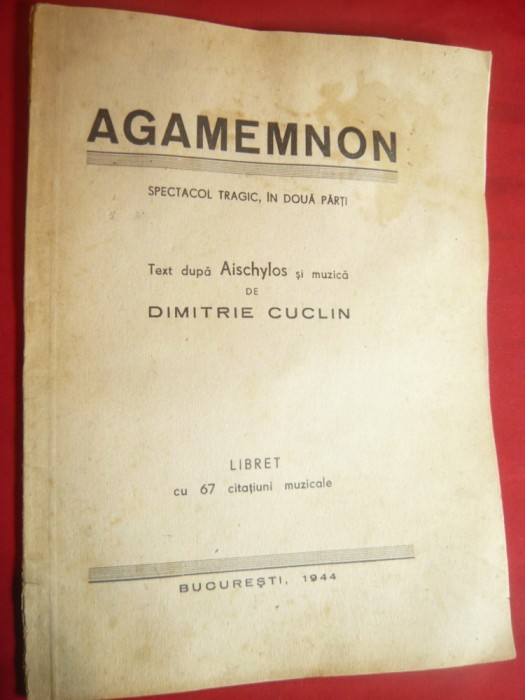 AGAMEMNON
SPECTACOL TRAGIC, ÎN DOUĂ PĂRȚI
Text după Aischylos și muzică
DE
DIMITRIE CUCLIN
LIBRET
cu 67 citațiuni muzicale
BUCUREȘTI, 1944